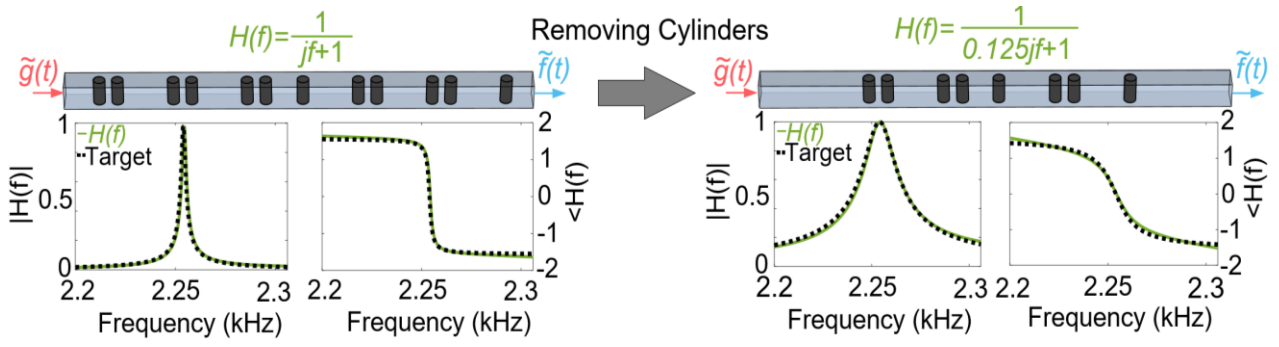 H(f)=1/(jf+1)
Removing Cylinders
H(f)=1/(0.125jf+1)
g̃(t)
f̃(t)
g̃(t)
f̃(t)
|H(f)|
1
0.5
0
–H(f)
Target
2.2
2.25
2.3
Frequency (kHz)
2
1
0
-1
-2
<H(f)
2.2
2.25
2.3
Frequency (kHz)
|H(f)|
1
0.5
0
–H(f)
Target
2.2
2.25
2.3
Frequency (kHz)
2
1
0
-1
-2
<H(f)
2.2
2.25
2.3
Frequency (kHz)